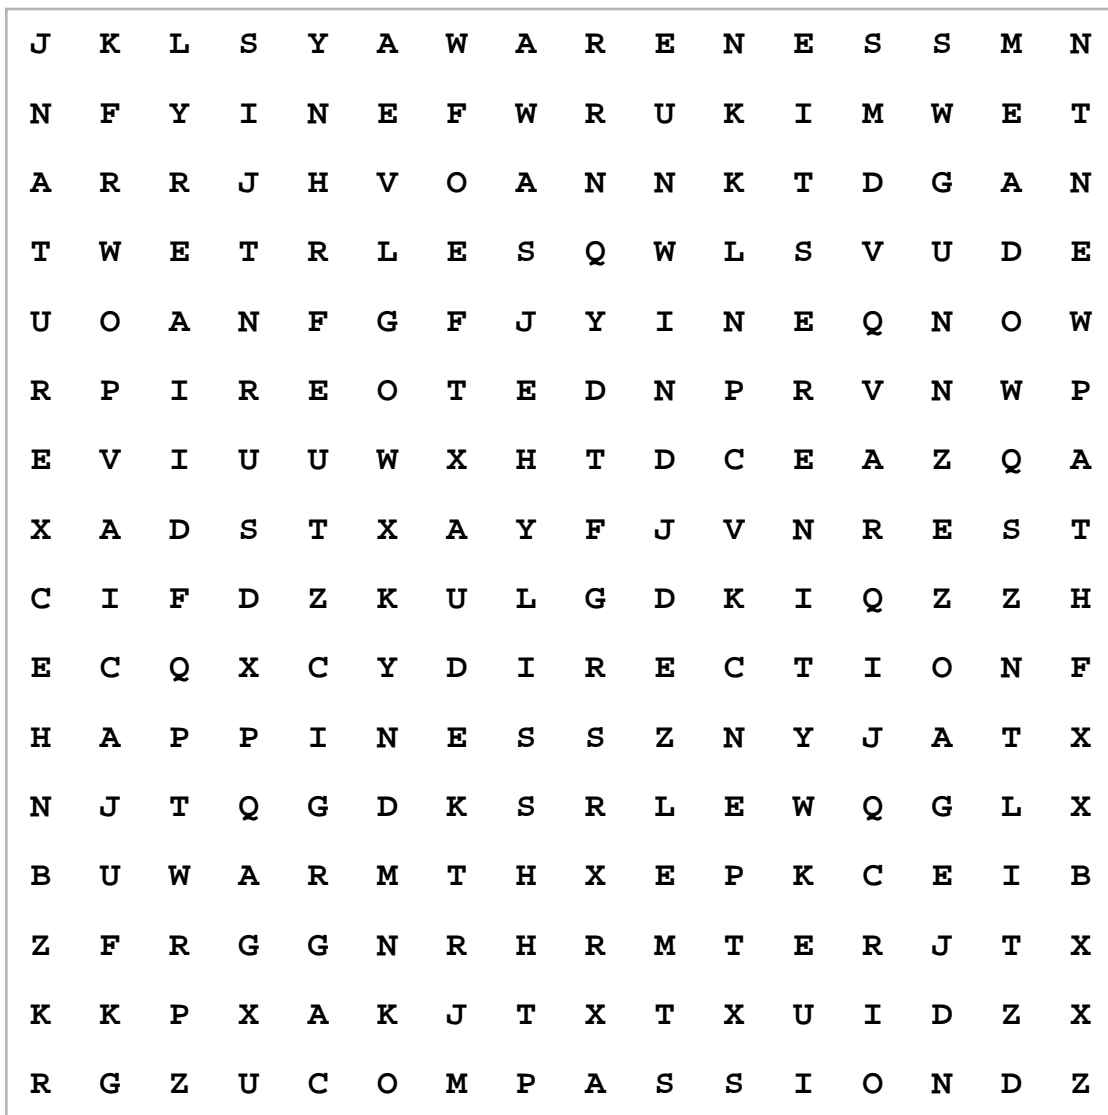 J K L S Y A W A R E N E S S M N
N F Y I N E F W R U K I M W E T
A R R J H V O A N N K T D G A N
T W E T R L E S Q W L S V U D E
U O A N F G F J Y I N E Q N O W
R P I R E O T E D N P R V N W P
E V I U U W X H T D C E A Z Q A
X A D S T X A Y F J V N R E S T
C I F D Z K U L G D K I Q Z Z H
E C Q X C Y D I R E C T I O N F
H A P P I N E S S Z N Y J A T X
N J T Q G D K S R L E W Q G L X
B U W A R M T H X E P K C E I B
Z F R G G N R H R M T E R J T X
K K P X A K J T X T X U I D Z X
R G Z U C O M P A S S I O N D Z